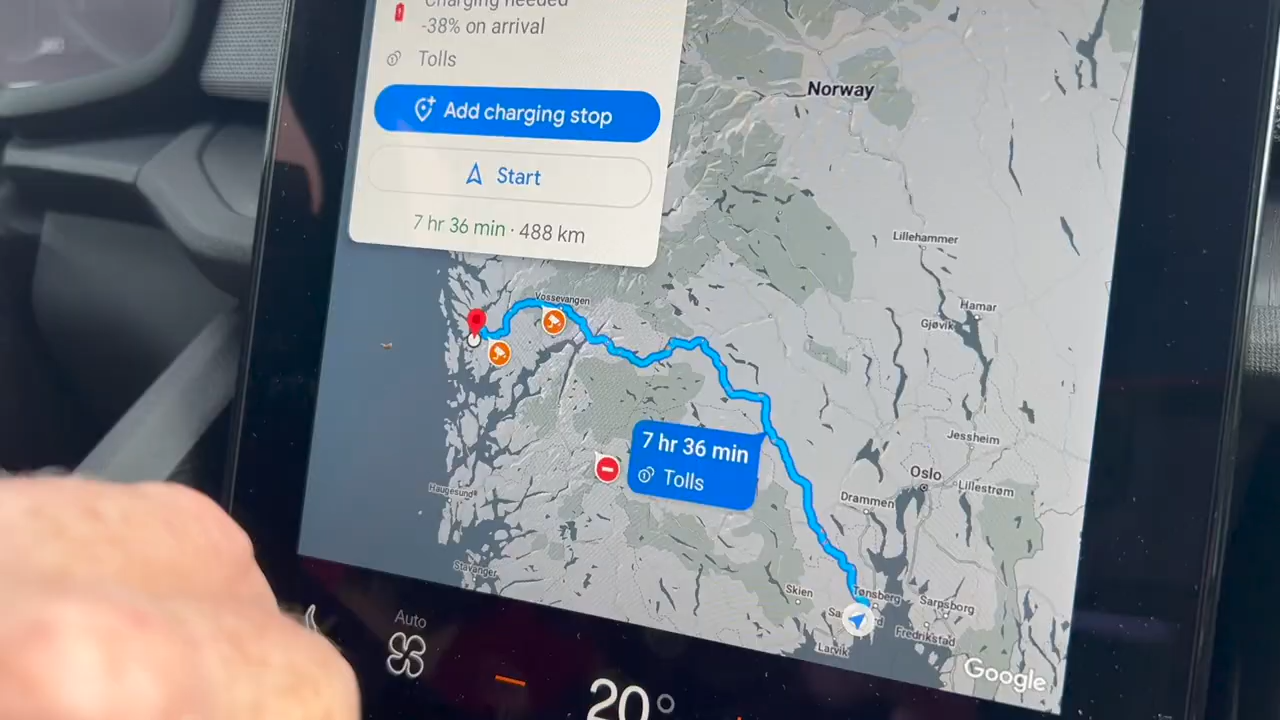 Charging needed
-38% on arrival
Tolls
Add charging stop
Start
7 hr 36 min · 488 km
Norway
Lillehammer
Vossevangen
Hamar
Gjøvik
7 hr 36 min
Tolls
Jessheim
Oslo
Lillestrøm
Drammen
Haugesund
Stavanger
Skien
Tønsberg
Sarpsborg
Fredrikstad
Larvik
Google
Auto
20°